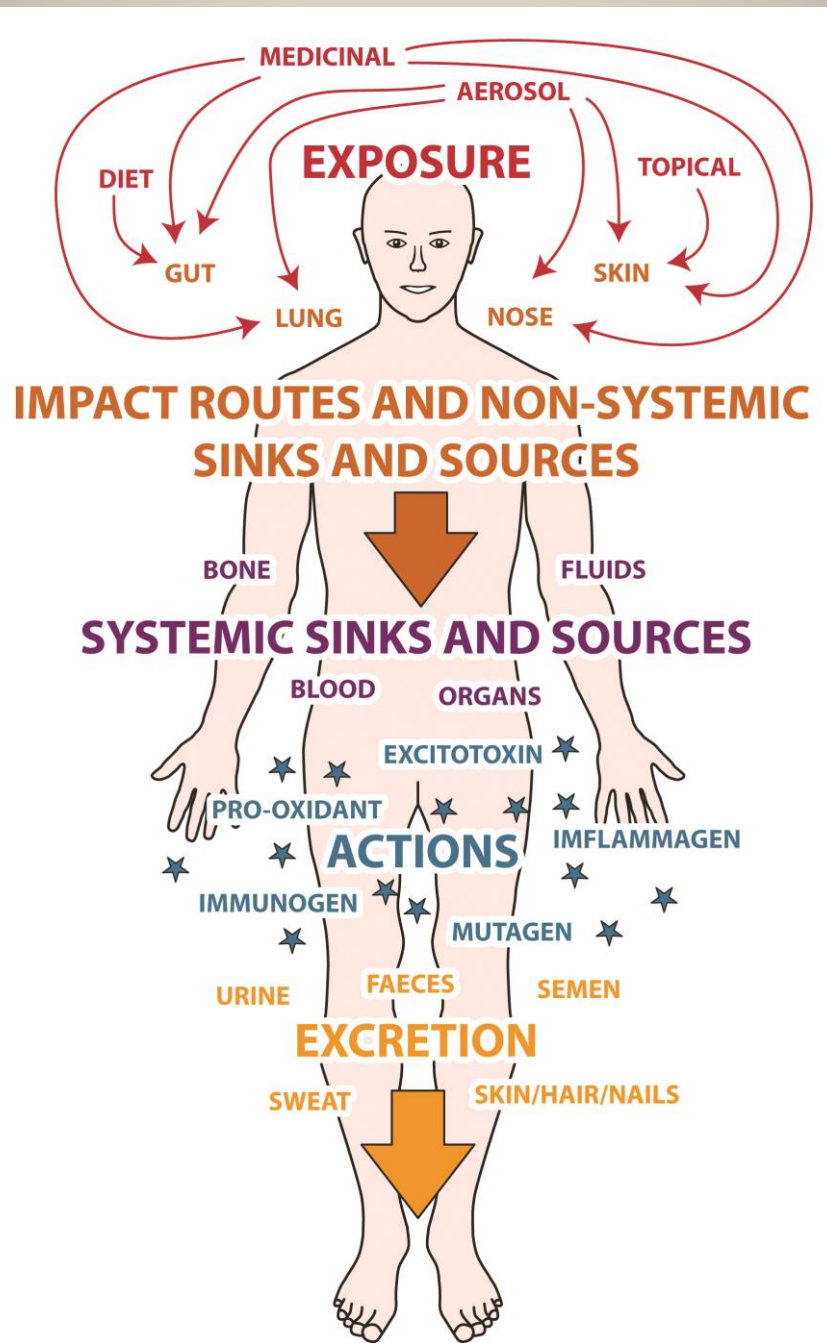 MEDICINAL
AEROSOL
EXPOSURE
DIET
TOPICAL
GUT
SKIN
LUNG
NOSE
IMPACT ROUTES AND NON-SYSTEMIC
SINKS AND SOURCES
BONE
FLUIDS
SYSTEMIC SINKS AND SOURCES
BLOOD
ORGANS
EXCITOTOXIN
PRO-OXIDANT
ACTIONS
IMFLAMMAGEN
IMMUNOGEN
MUTAGEN
URINE
FAECES
SEMEN
EXCRETION
SWEAT
SKIN/HAIR/NAILS